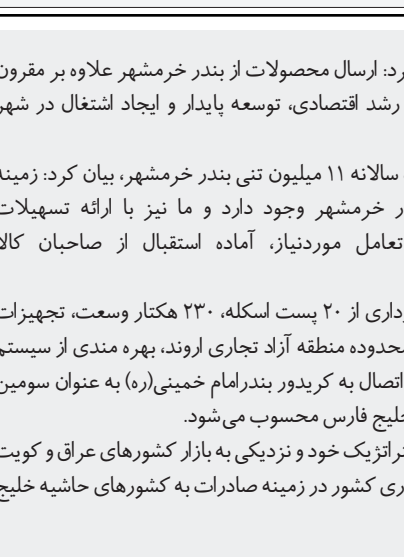 رد: ارسال محصولات از بندر خرمشهر علاوه بر مقرون
رشد اقتصادی، توسعه پایدار و ایجاد اشتغال در شهر
سالانه ۱۱ میلیون تنی بندر خرمشهر، بیان کرد: زمینه
ر خرمشهر وجود دارد و ما نیز با ارائه تسهیلات
تعامل موردنیاز، آماده استقبال از صاحبان کالا
رداری از ۲۰ پست اسکله، ۲۳۰ هکتار وسعت، تجهیزات
محدوده منطقه آزاد تجاری اروند، بهره مندی از سیستم
اتصال به کریدور بندرامام خمینی(ره) به عنوان سومین
خلیج فارس محسوب می‌شود.
تراتژیک خود و نزدیکی به بازار کشورهای عراق و کویت
ری کشور در زمینه صادرات به کشورهای حاشیه خلیج